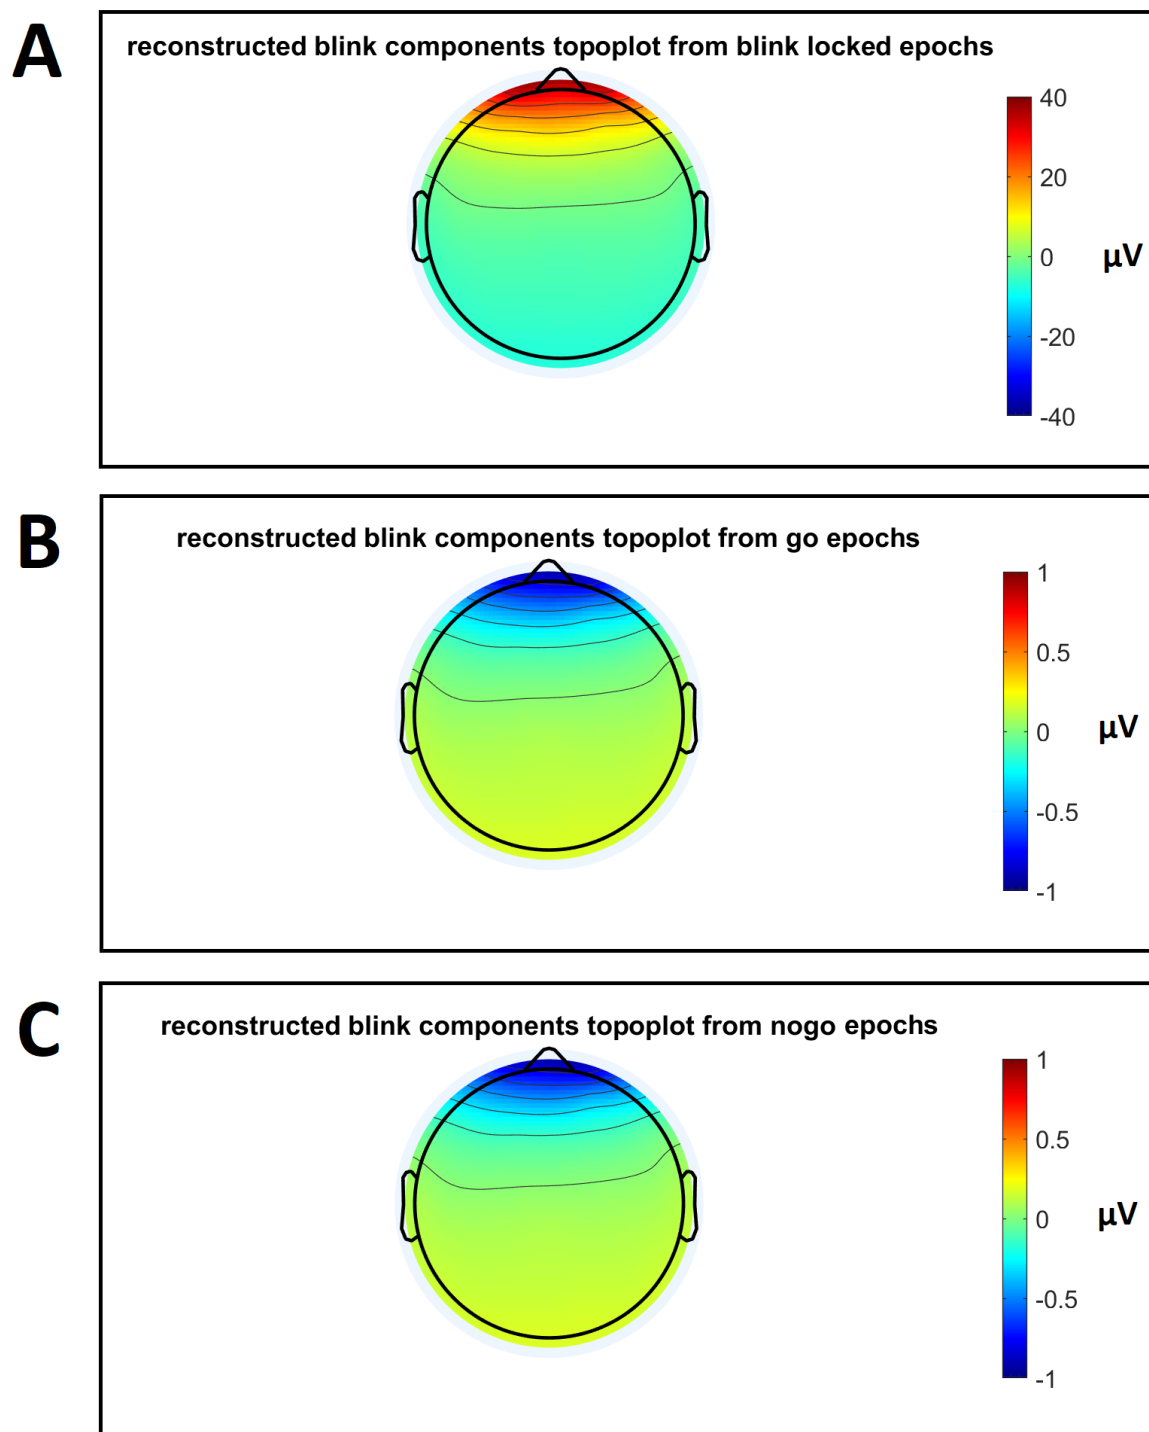 A
reconstructed blink components topoplot from blink locked epochs
40
20
0
-20
-40
µV
B
reconstructed blink components topoplot from go epochs
1
0.5
0
-0.5
-1
µV
C
reconstructed blink components topoplot from nogo epochs
1
0.5
0
-0.5
-1
µV